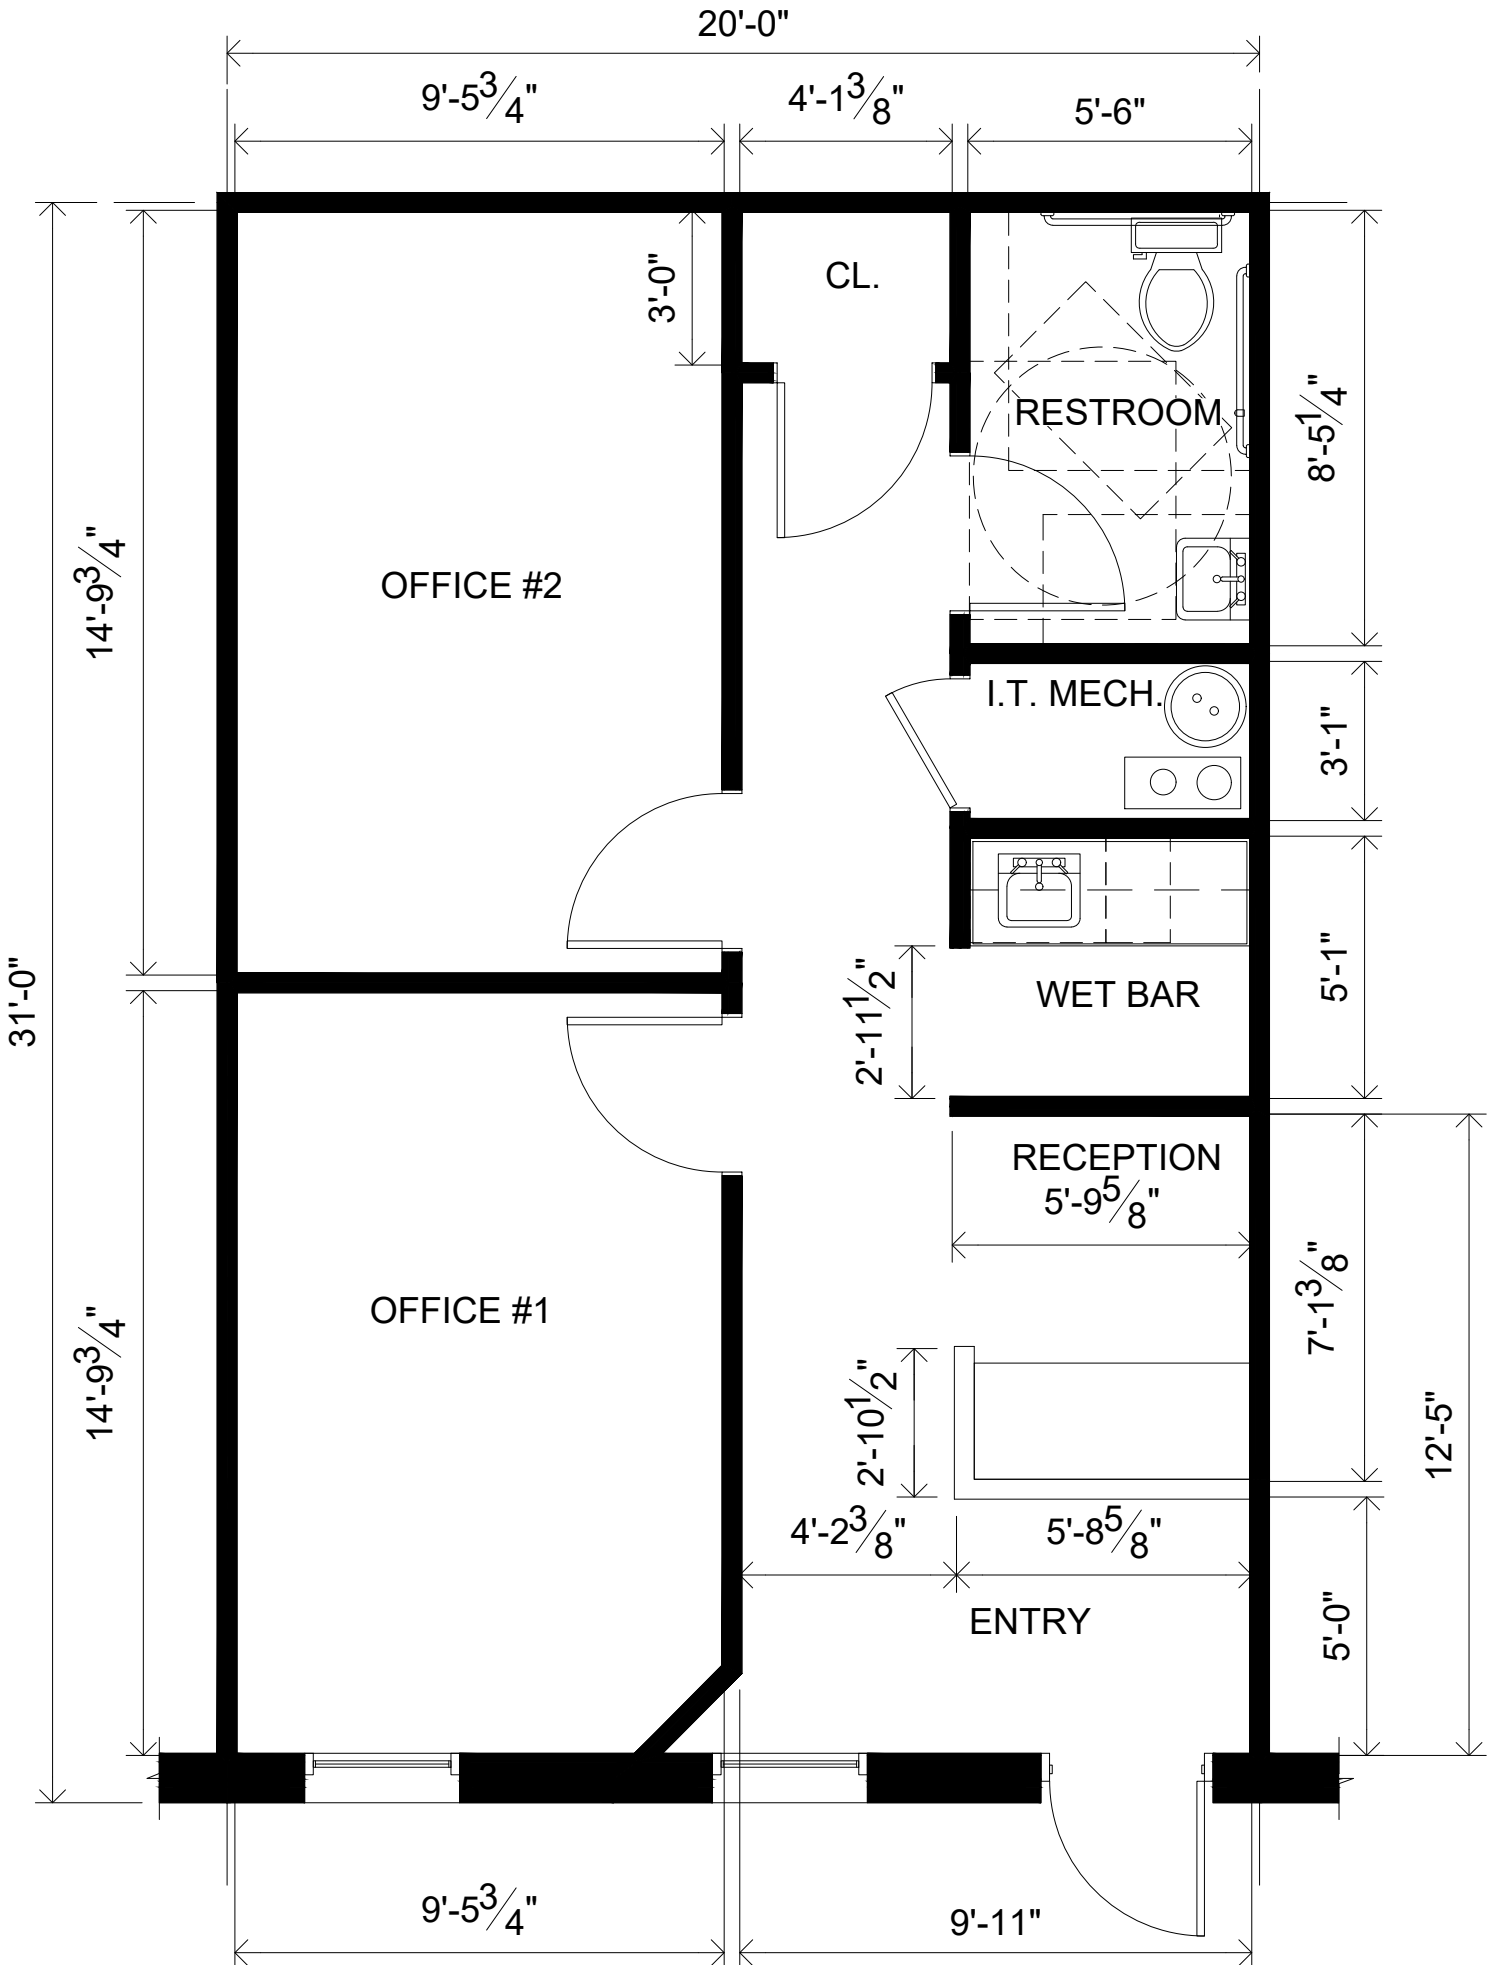 20'-0"
9'-5 3/4"
4'-1 3/8"
5'-6"
3'-0"
CL.
RESTROOM
8'-5 1/4"
14'-9 3/4"
OFFICE #2
I.T. MECH.
3'-1"
31'-0"
2'-11 1/2"
WET BAR
5'-1"
RECEPTION
5'-9 5/8"
7'-1 3/8"
14'-9 3/4"
OFFICE #1
2'-10 1/2"
12'-5"
4'-2 3/8"
5'-8 5/8"
ENTRY
5'-0"
9'-5 3/4"
9'-11"